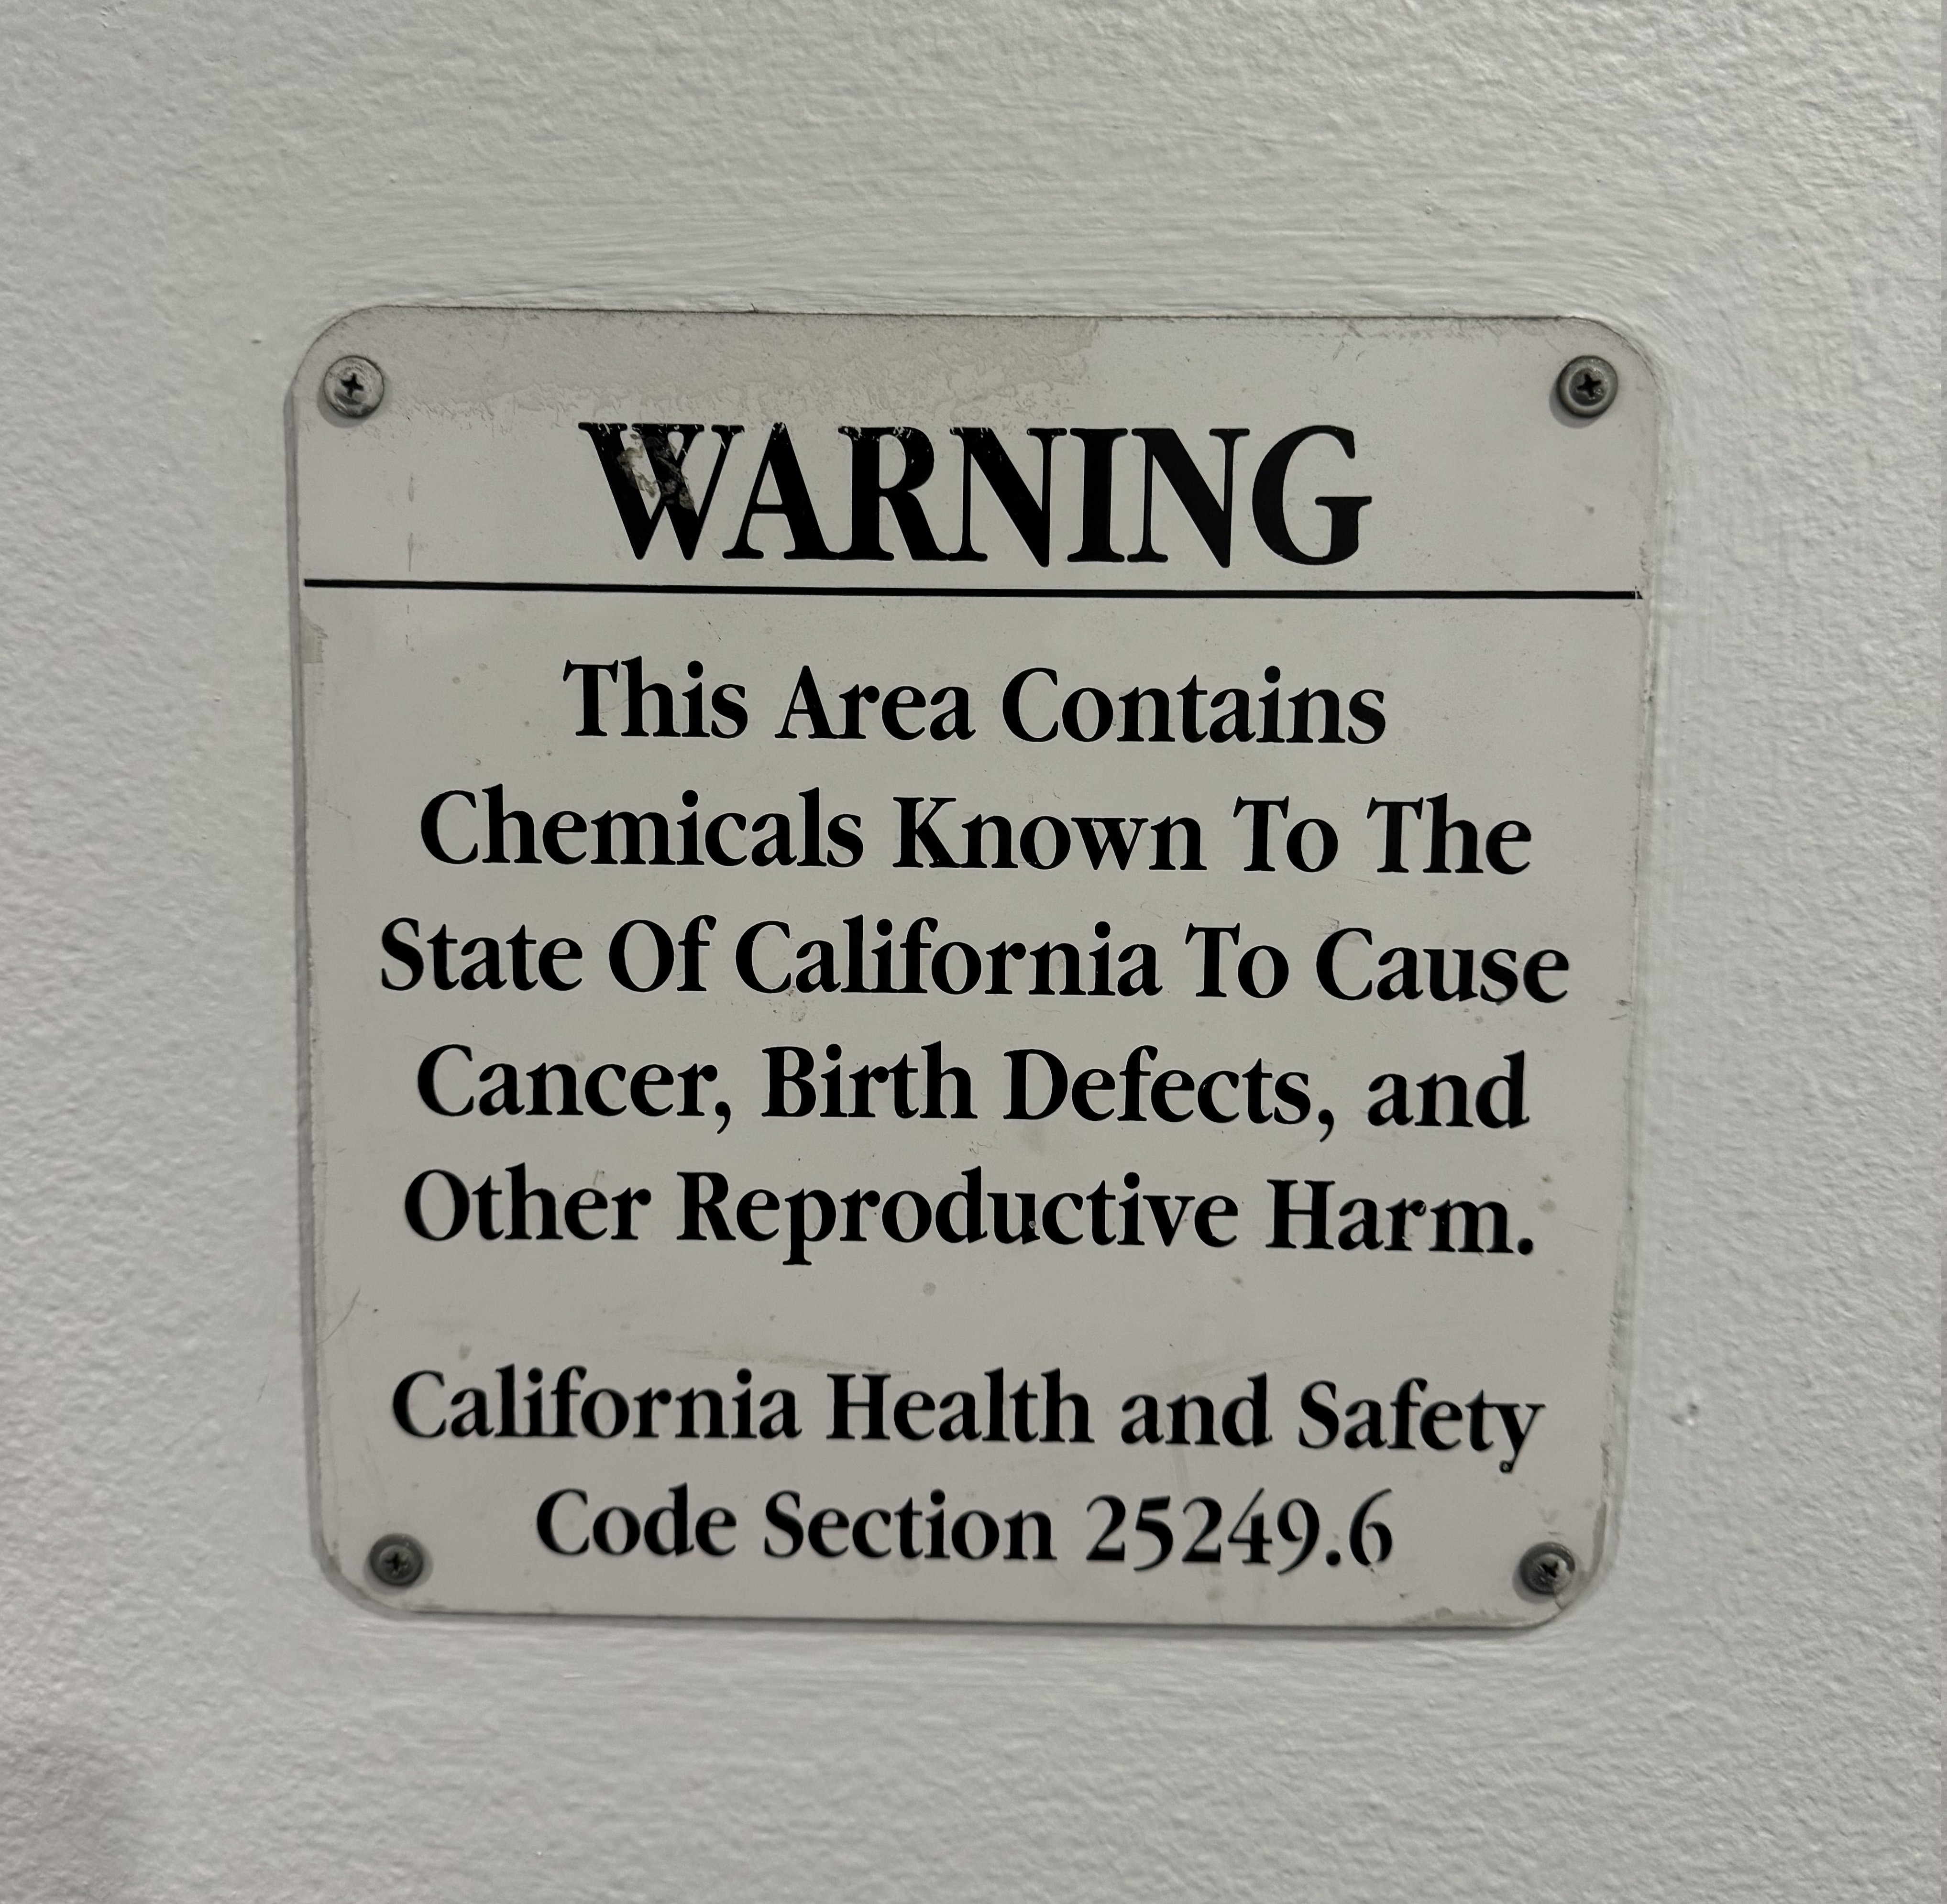 WARNING
This Area Contains
Chemicals Known To The
State Of California To Cause
Cancer, Birth Defects, and
Other Reproductive Harm.
California Health and Safety
Code Section 25249.6